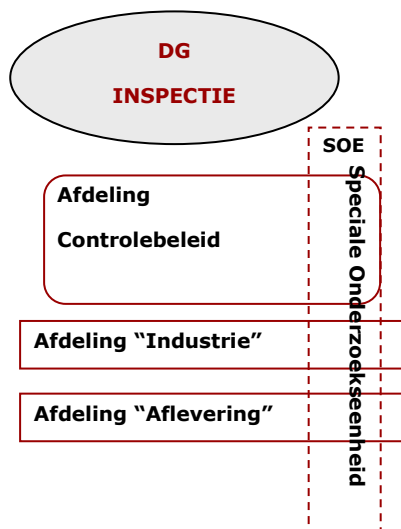 DG
INSPECTIE
SOE
Speciale Onderzoekseenheid
Afdeling
Controlebeleid
Afdeling “Industrie”
Afdeling “Aflevering”